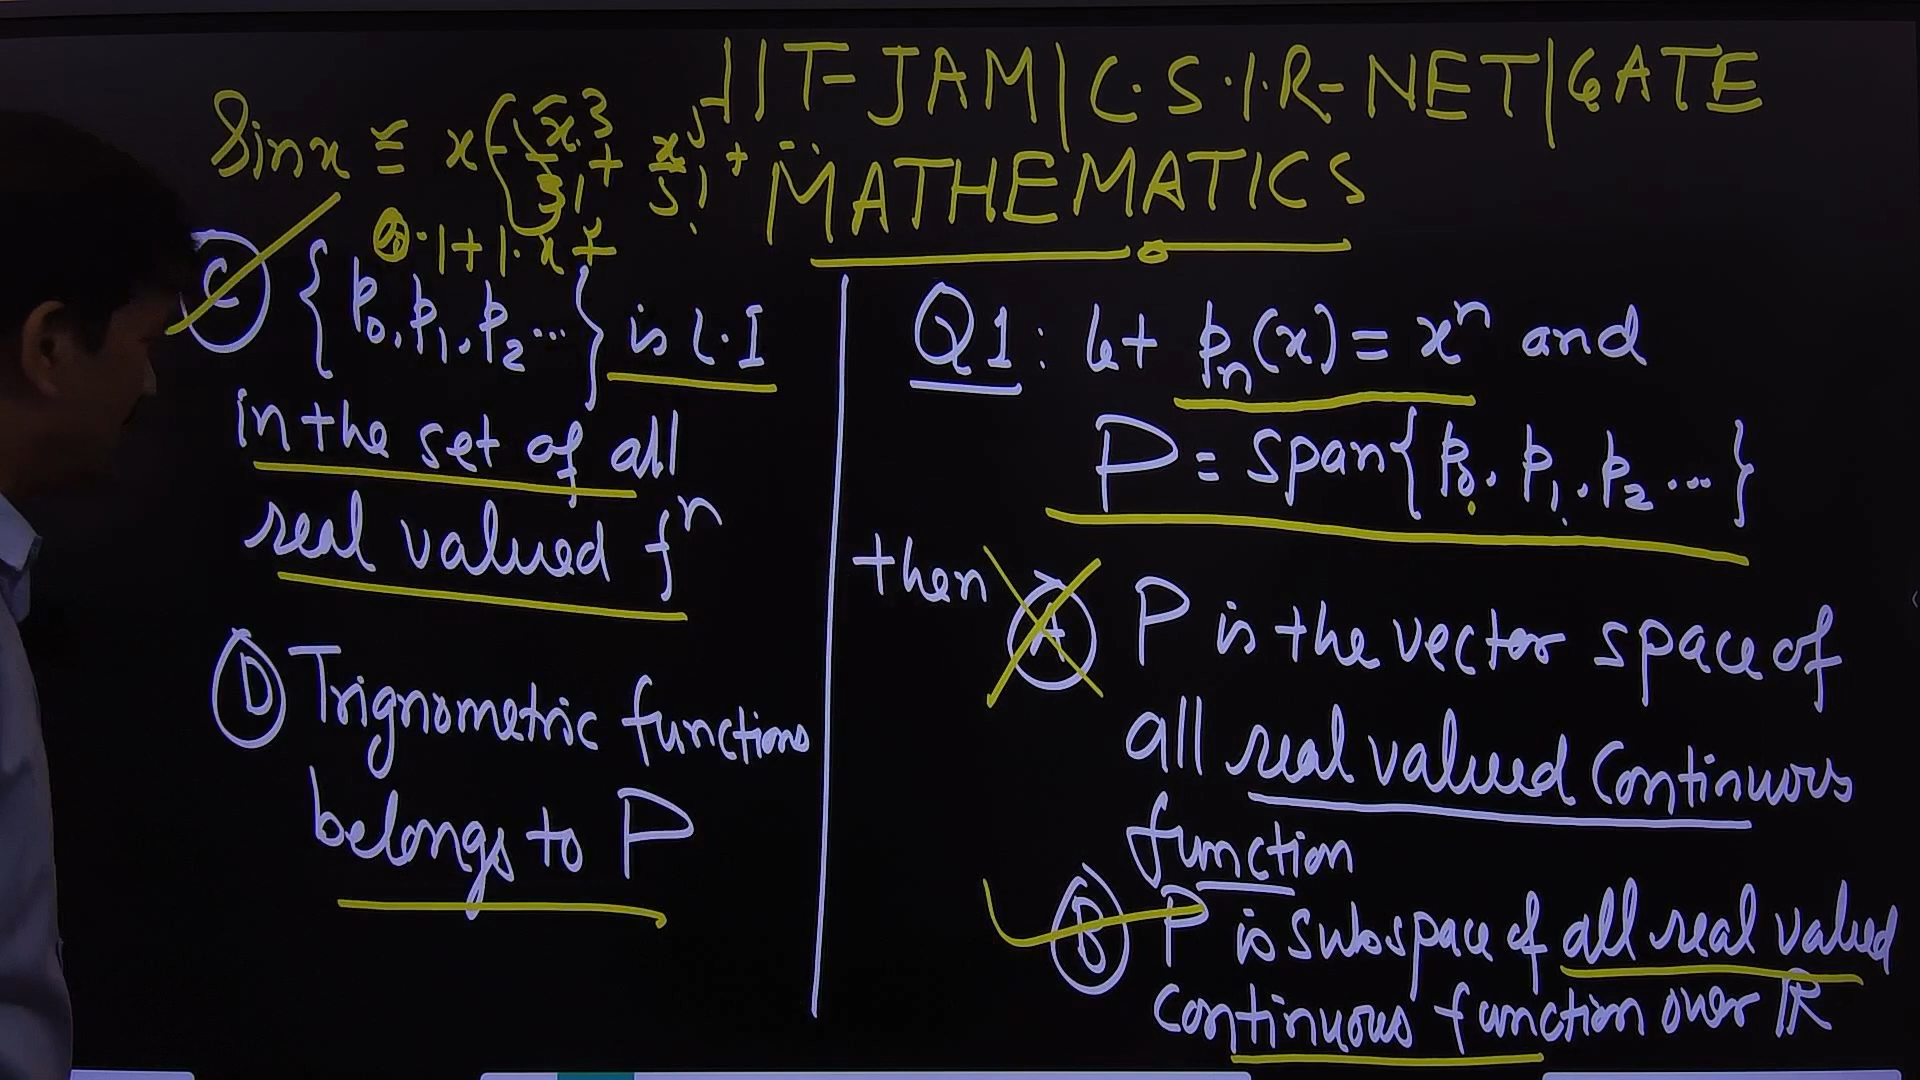 IIT-JAM|C.S.I.R-NET|GATE
MATHEMATICS
Sinx ≅ x - x³/3! + x⁵/5! + ...
0.1+1.x+
Q1: let pₙ(x) = xⁿ and
P = span{p₀, p₁, p₂ ...}
then
Ⓐ P is the vector space of
all real valued Continuous
function
Ⓑ P is subspace of all real valued
continuous function over ℝ
Ⓒ {p₀, p₁, p₂ ...} is L.I
in the set of all
real valued fⁿ
Ⓓ Trignometric functions
belongs to P